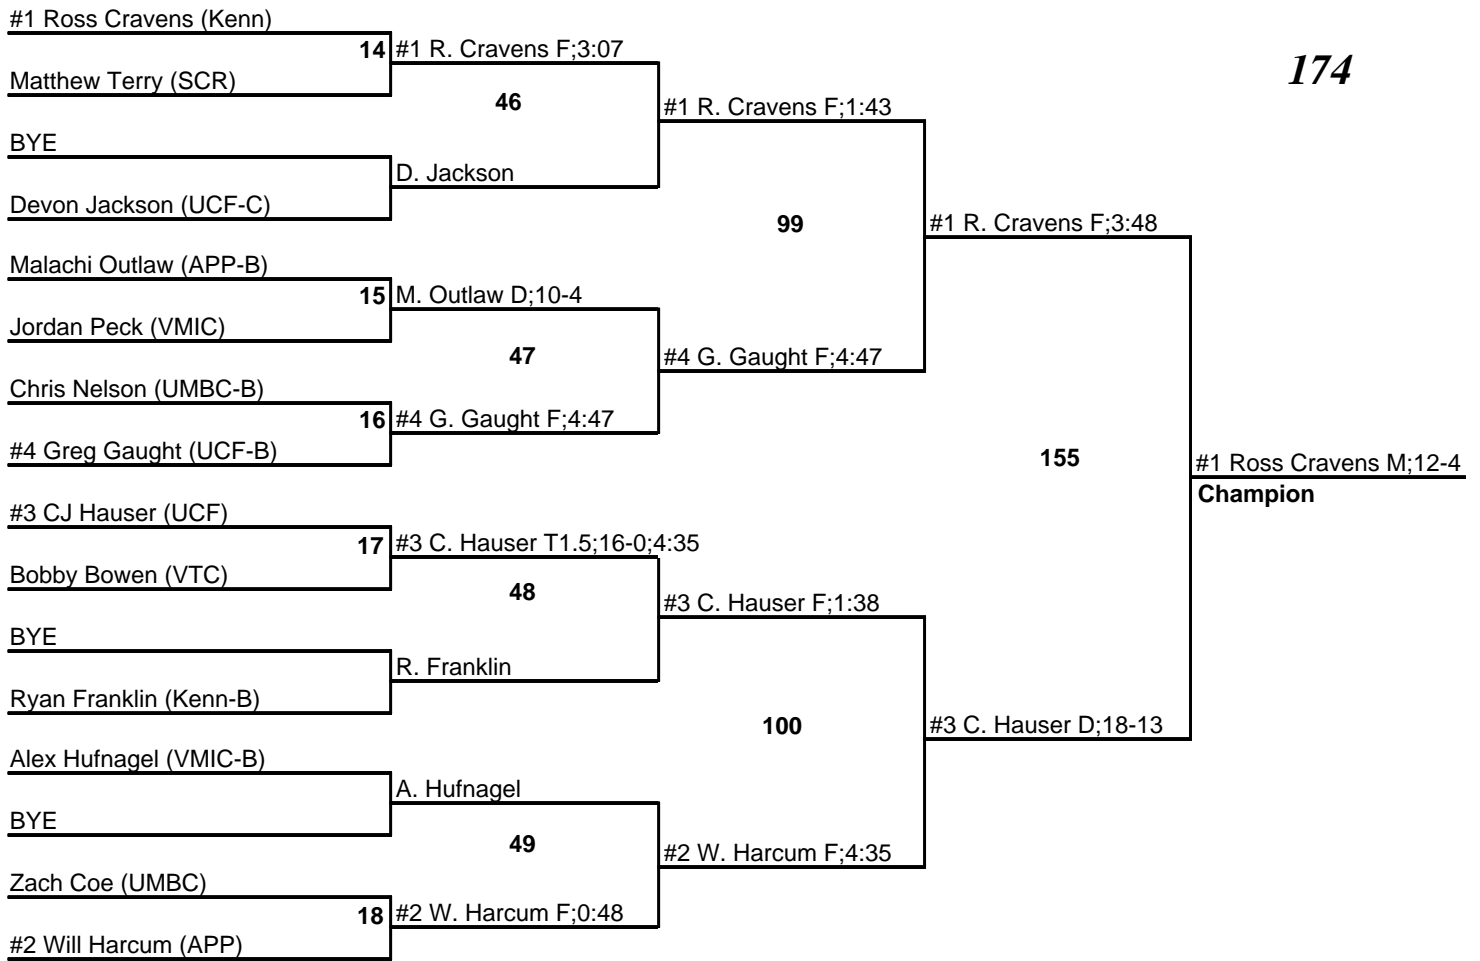 #1 Ross Cravens (Kenn)
14 #1 R. Cravens F;3:07
174
Matthew Terry (SCR)
46
#1 R. Cravens F;1:43
BYE
D. Jackson
Devon Jackson (UCF-C)
99
#1 R. Cravens F;3:48
Malachi Outlaw (APP-B)
15 M. Outlaw D;10-4
Jordan Peck (VMIC)
47
#4 G. Gaught F;4:47
Chris Nelson (UMBC-B)
16 #4 G. Gaught F;4:47
#4 Greg Gaught (UCF-B)
155
#1 Ross Cravens M;12-4
Champion
#3 CJ Hauser (UCF)
17 #3 C. Hauser T1.5;16-0;4:35
Bobby Bowen (VTC)
48
#3 C. Hauser F;1:38
BYE
R. Franklin
Ryan Franklin (Kenn-B)
100
#3 C. Hauser D;18-13
Alex Hufnagel (VMIC-B)
A. Hufnagel
BYE
49
#2 W. Harcum F;4:35
Zach Coe (UMBC)
18 #2 W. Harcum F;0:48
#2 Will Harcum (APP)